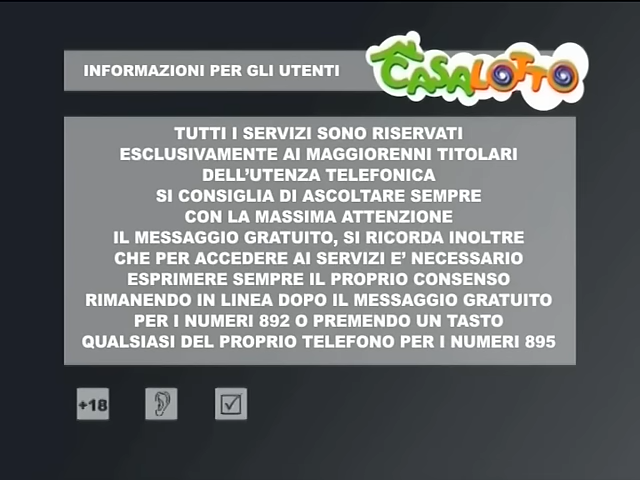 INFORMAZIONI PER GLI UTENTI
CASALOTTO
TUTTI I SERVIZI SONO RISERVATI
ESCLUSIVAMENTE AI MAGGIORENNI TITOLARI
DELL'UTENZA TELEFONICA
SI CONSIGLIA DI ASCOLTARE SEMPRE
CON LA MASSIMA ATTENZIONE
IL MESSAGGIO GRATUITO, SI RICORDA INOLTRE
CHE PER ACCEDERE AI SERVIZI E' NECESSARIO
ESPRIMERE SEMPRE IL PROPRIO CONSENSO
RIMANENDO IN LINEA DOPO IL MESSAGGIO GRATUITO
PER I NUMERI 892 O PREMENDO UN TASTO
QUALSIASI DEL PROPRIO TELEFONO PER I NUMERI 895
+18